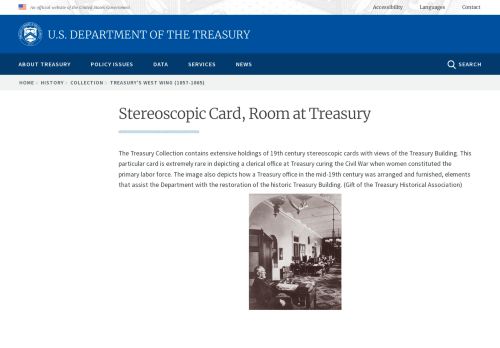 An official website of the United States Government
Accessibility Languages Contact
U.S. DEPARTMENT OF THE TREASURY
ABOUT TREASURY POLICY ISSUES DATA SERVICES NEWS SEARCH
HOME HISTORY COLLECTION TREASURY'S WEST WING (1857-1865)
Stereoscopic Card, Room at Treasury
The Treasury Collection contains extensive holdings of 19th century stereoscopic cards with views of the Treasury Building. This
particular card is extremely rare in depicting a clerical office at Treasury curing the Civil War when women constituted the
primary labor force. The image also depicts how a Treasury office in the mid-19th century was arranged and furnished, elements
that assist the Department with the restoration of the historic Treasury Building. (Gift of the Treasury Historical Association)